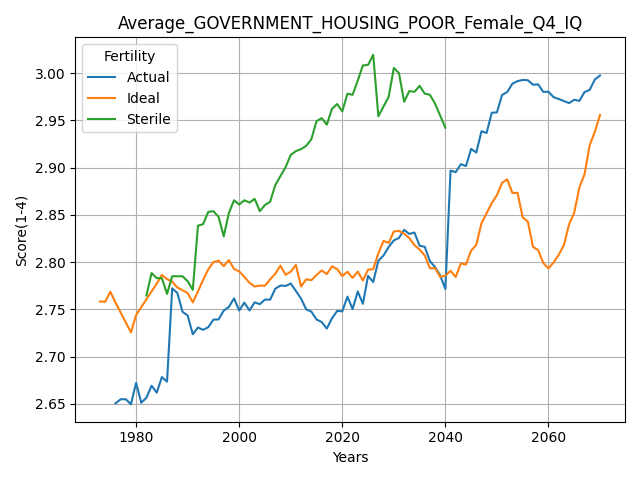 Average_GOVERNMENT_HOUSING_POOR_Female_Q4_IQ
Fertility
Actual
Ideal
Sterile
Score(1-4)
3.00
2.95
2.90
2.85
2.80
2.75
2.70
2.65
1980
2000
2020
2040
2060
Years